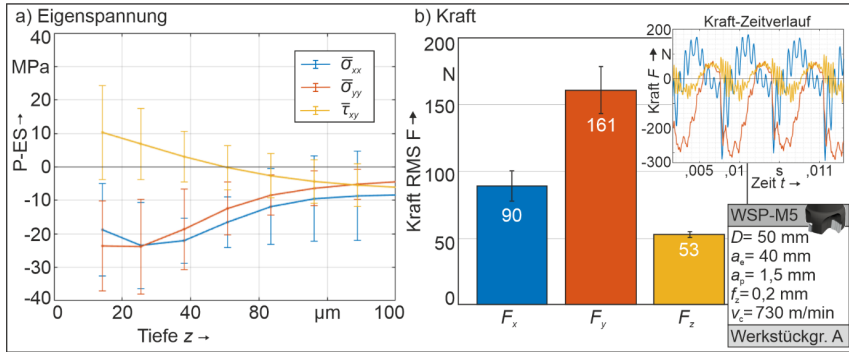 a) Eigenspannung
40
MPa
20
10
0
-10
-20
-30
-40
P-ES→
σ̅xx
σ̅yy
τ̅xy
0
20
40
60
80
µm
100
Tiefe z →
b) Kraft
200
N
150
100
50
0
Kraft RMS F →
90
161
53
Fx
Fy
Fz
Kraft-Zeitverlauf
200
N
0
-100
-200
-300
Kraft F →
,005
,01
s
,011
Zeit t →
WSP-M5
D= 50 mm
ae= 40 mm
ap= 1,5 mm
fz= 0,2 mm
vc= 730 m/min
Werkstückgr. A